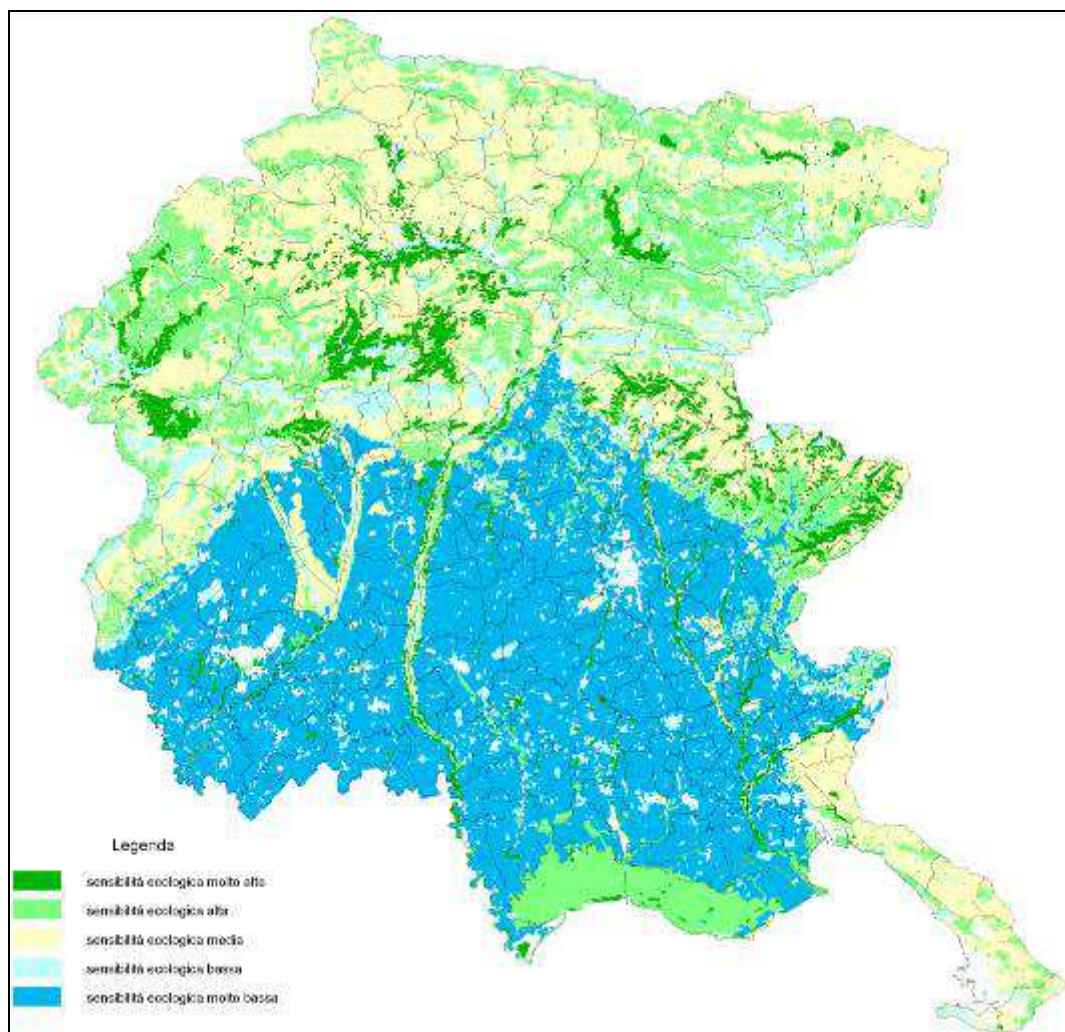 Legenda
sensibilità ecologica molto alta
sensibilità ecologica alta
sensibilità ecologica media
sensibilità ecologica bassa
sensibilità ecologica molto bassa